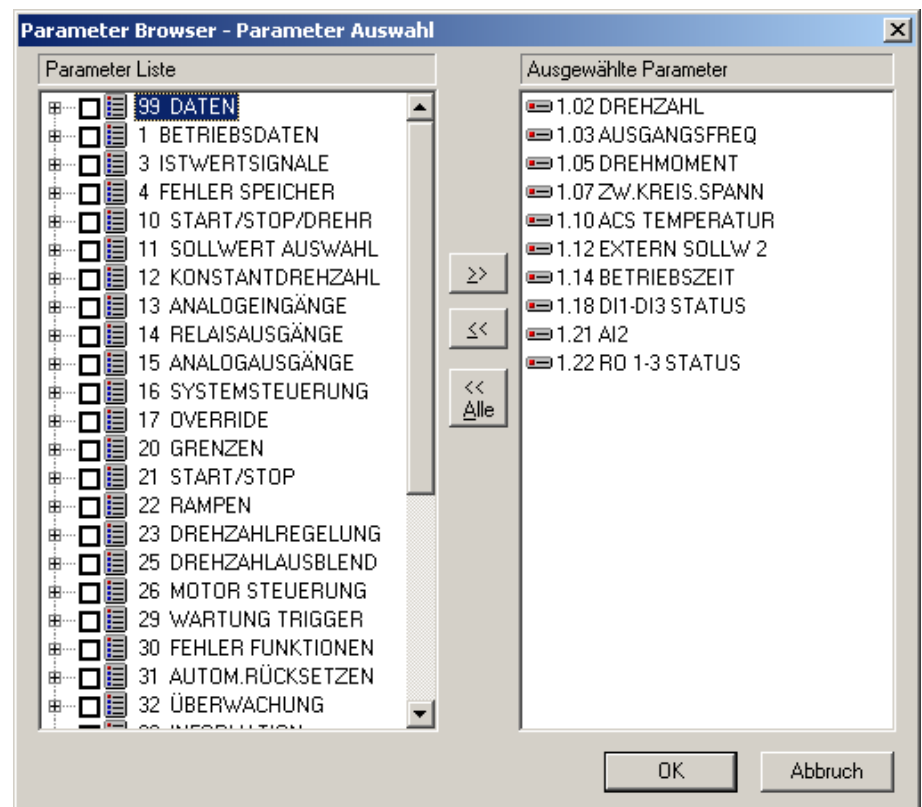 Parameter Browser - Parameter Auswahl
Parameter Liste
99 DATEN
1 BETRIEBSDATEN
3 ISTWERTSIGNALE
4 FEHLER SPEICHER
10 START/STOP/DREHR
11 SOLLWERT AUSWAHL
12 KONSTANTDREHZAHL
13 ANALOGEINGÄNGE
14 RELAISAUSGÄNGE
15 ANALOGAUSGÄNGE
16 SYSTEMSTEUERUNG
17 OVERRIDE
20 GRENZEN
21 START/STOP
22 RAMPEN
23 DREHZAHLREGELUNG
25 DREHZAHLAUSBLEND
26 MOTOR STEUERUNG
29 WARTUNG TRIGGER
30 FEHLER FUNKTIONEN
31 AUTOM.RÜCKSETZEN
32 ÜBERWACHUNG
>>
<<
<<
Alle
Ausgewählte Parameter
1.02 DREHZAHL
1.03 AUSGANGSFREQ
1.05 DREHMOMENT
1.07 ZW.KREIS.SPANN
1.10 ACS TEMPERATUR
1.12 EXTERN SOLLW 2
1.14 BETRIEBSZEIT
1.18 DI1-DI3 STATUS
1.21 AI2
1.22 RO 1-3 STATUS
OK
Abbruch